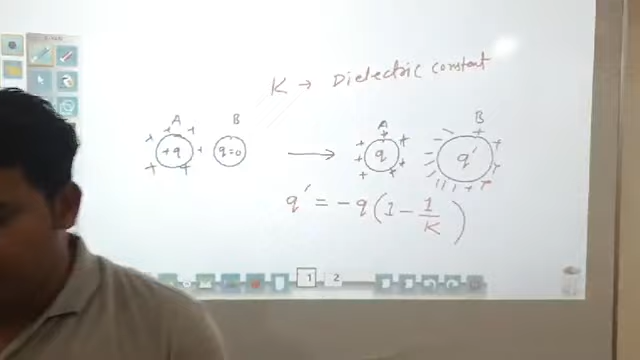 K → Dielectric constant
A B A B
+q q=0 → q q'
q' = -q(1 - 1/K)
1 2